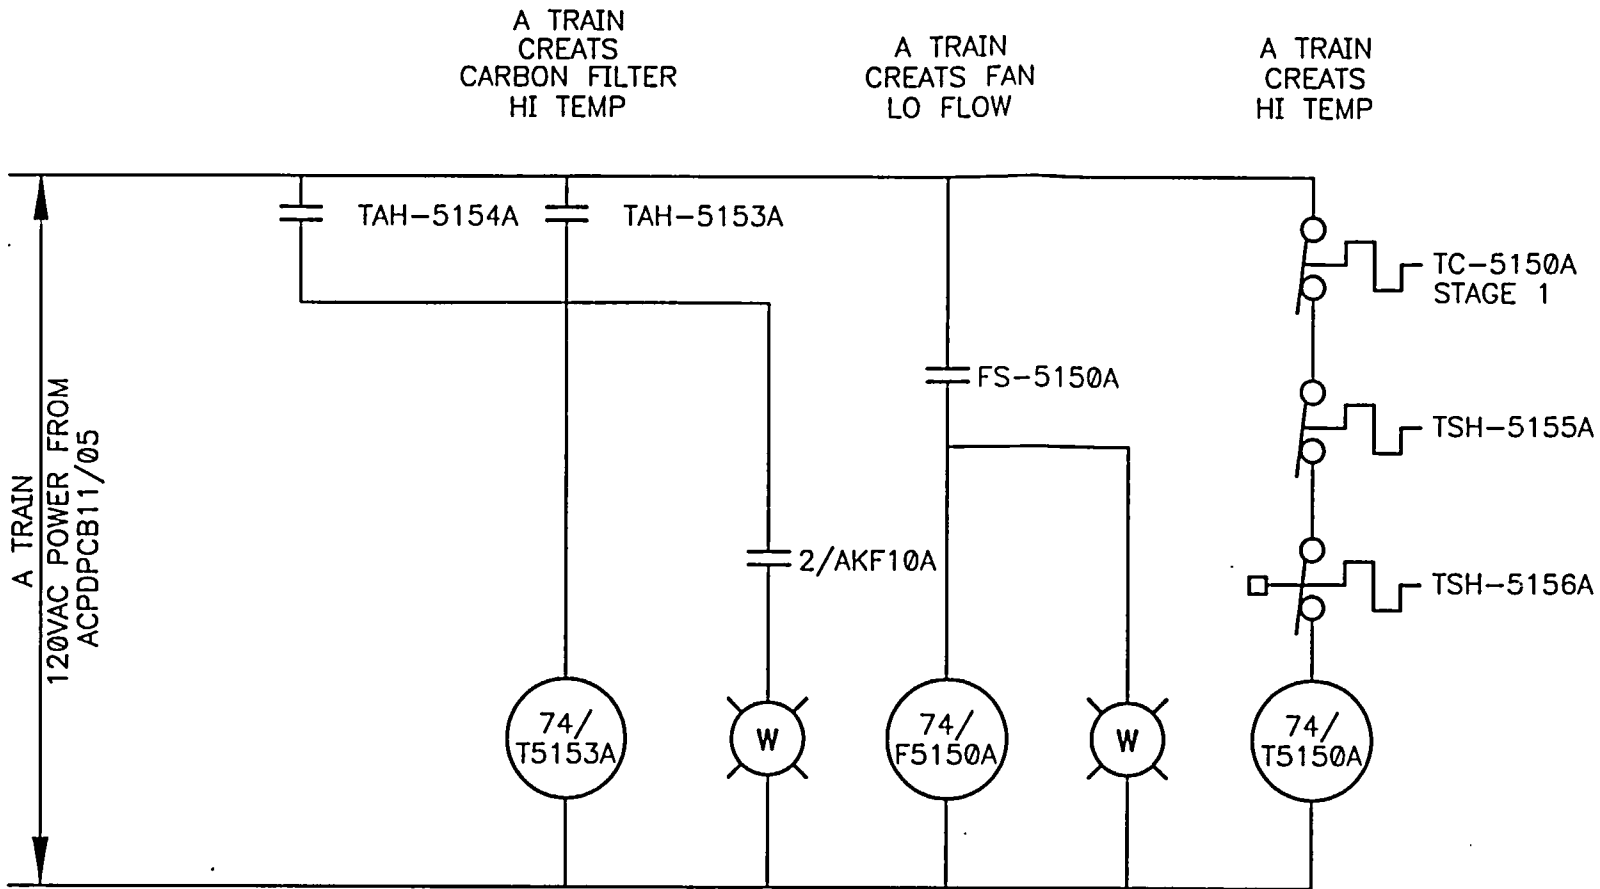 A TRAIN
CREATS
CARBON FILTER
HI TEMP
A TRAIN
CREATS FAN
LO FLOW
A TRAIN
CREATS
HI TEMP
TAH-5154A
TAH-5153A
TC-5150A
STAGE 1
FS-5150A
TSH-5155A
A TRAIN
120VAC POWER FROM
ACPDPCB11/05
2/AKF10A
TSH-5156A
74/
T5153A
W
74/
F5150A
W
74/
T5150A